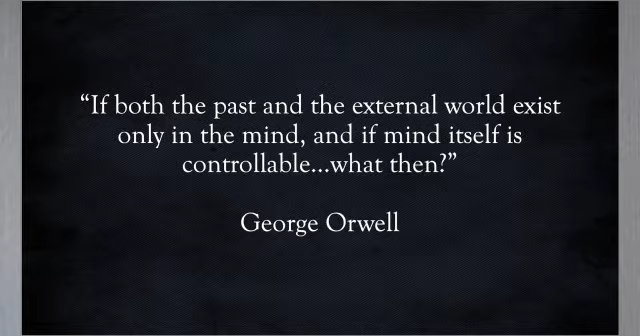 “If both the past and the external world exist
only in the mind, and if mind itself is
controllable...what then?”
George Orwell